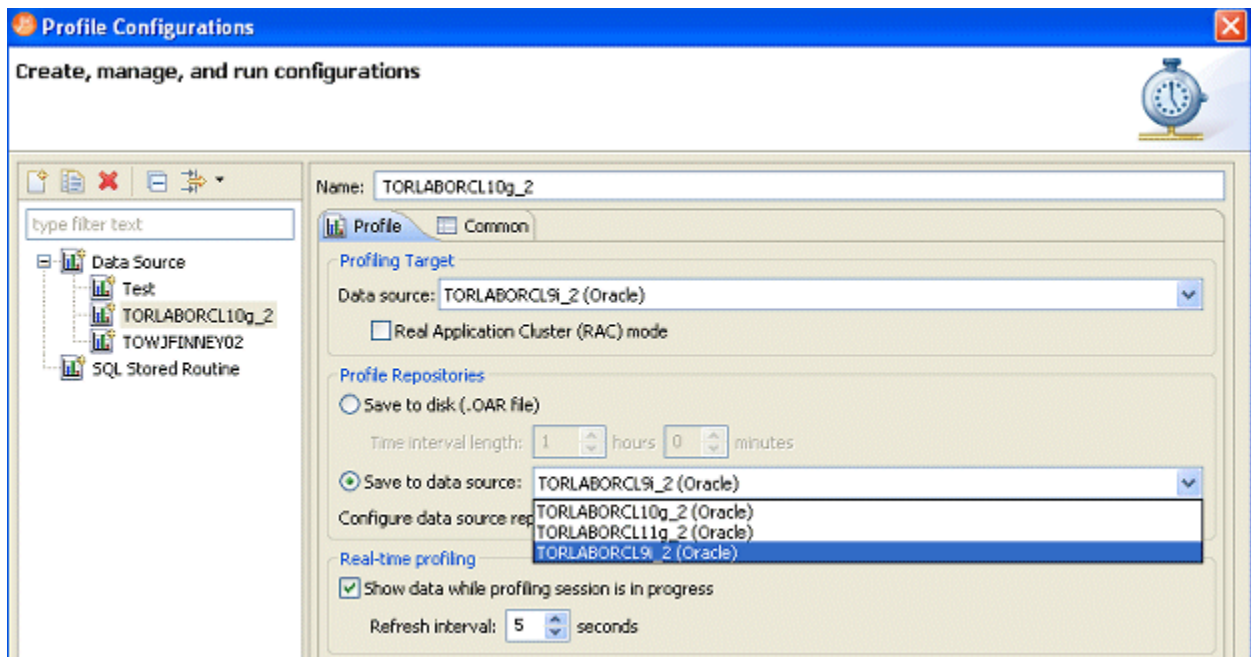 Profile Configurations
Create, manage, and run configurations
type filter text
Data Source
Test
TORLABORCL10g_2
TOWJFINNEY02
SQL Stored Routine
Name: TORLABORCL10g_2
Profile Common
Profiling Target
Data source: TORLABORCL9i_2 (Oracle)
Real Application Cluster (RAC) mode
Profile Repositories
Save to disk (.OAR file)
Time interval length: 1 hours 0 minutes
Save to data source: TORLABORCL9i_2 (Oracle)
TORLABORCL10g_2 (Oracle)
Configure data source rep
TORLABORCL11g_2 (Oracle)
TORLABORCL9i_2 (Oracle)
Real-time profiling
Show data while profiling session is in progress
Refresh interval: 5 seconds